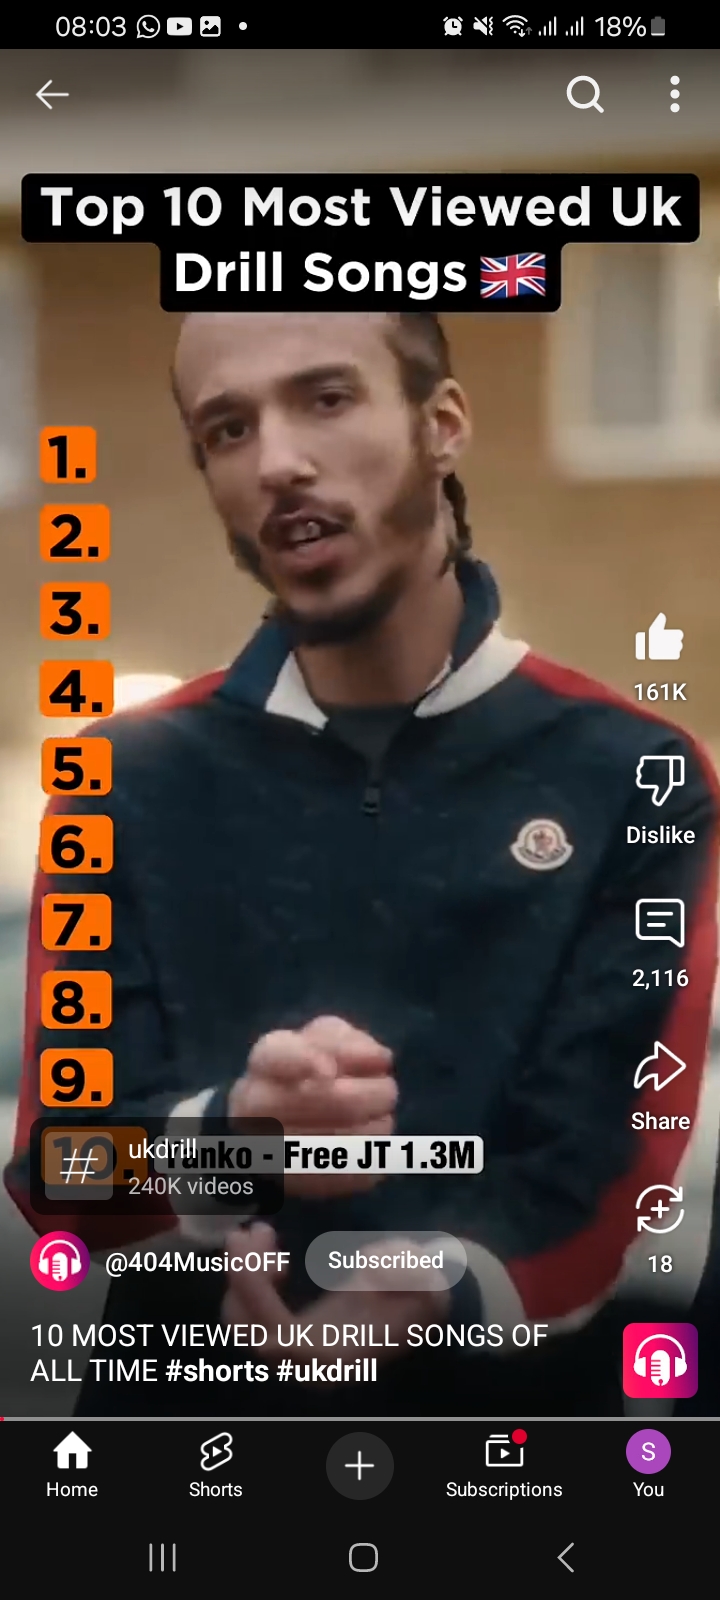 08:03
18%
Top 10 Most Viewed Uk
Drill Songs
1.
2.
3.
4.
5.
6.
7.
8.
9.
10.
- Free JT 1.3M
161K
Dislike
2,116
Share
18
#
ukdrill
240K videos
@404MusicOFF
Subscribed
10 MOST VIEWED UK DRILL SONGS OF
ALL TIME #shorts #ukdrill
Home
Shorts
+
Subscriptions
S
You